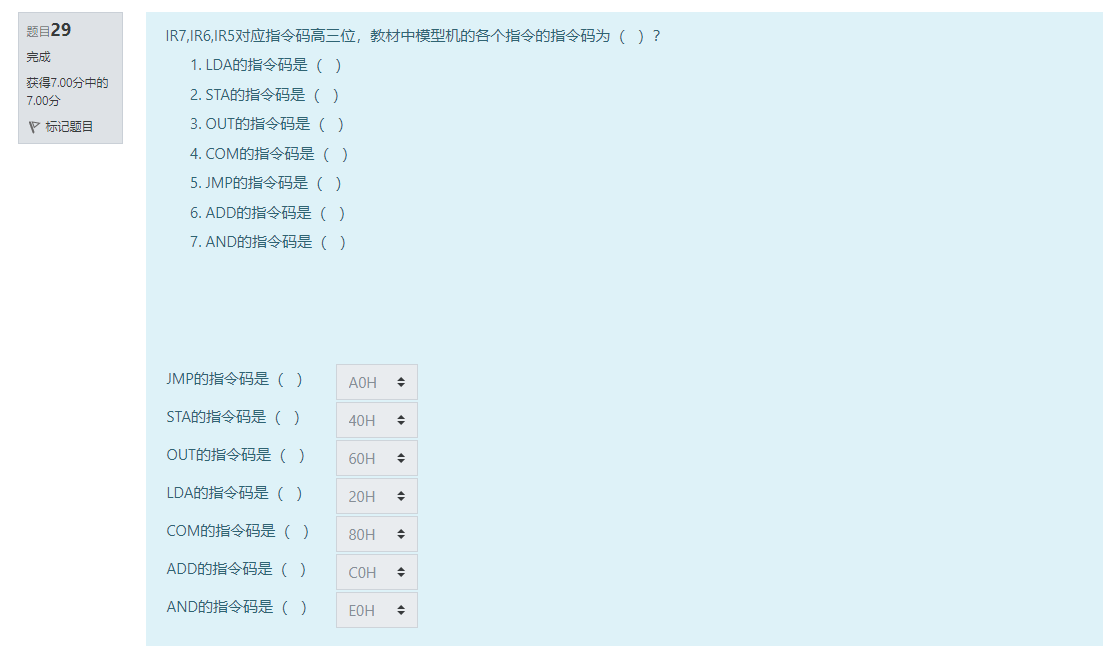 题目29
完成
获得7.00分中的
7.00分
标记题目
IR7,IR6,IR5对应指令码高三位，教材中模型机的各个指令的指令码为（ ）？
1. LDA的指令码是（ ）
2. STA的指令码是（ ）
3. OUT的指令码是（ ）
4. COM的指令码是（ ）
5. JMP的指令码是（ ）
6. ADD的指令码是（ ）
7. AND的指令码是（ ）
JMP的指令码是（ ） A0H
STA的指令码是（ ） 40H
OUT的指令码是（ ） 60H
LDA的指令码是（ ） 20H
COM的指令码是（ ） 80H
ADD的指令码是（ ） C0H
AND的指令码是（ ） E0H